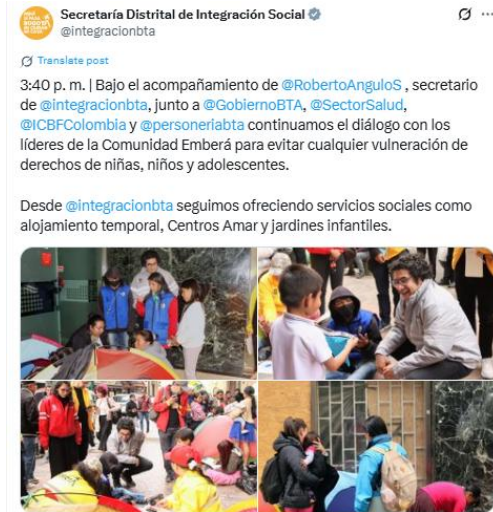 Secretaría Distrital de Integración Social
@integracionbta
Translate post
3:40 p. m. | Bajo el acompañamiento de @RobertoAnguloS , secretario
de @integracionbta, junto a @GobiernoBTA, @SectorSalud,
@ICBFColombia y @personeriabta continuamos el diálogo con los
líderes de la Comunidad Emberá para evitar cualquier vulneración de
derechos de niñas, niños y adolescentes.
Desde @integracionbta seguimos ofreciendo servicios sociales como
alojamiento temporal, Centros Amar y jardines infantiles.